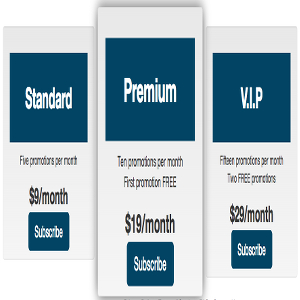 Standard
Five promotions per month
$9/month
Subscribe
Premium
Ten promotions per month
First promotion FREE
$19/month
Subscribe
V.I.P
Fifteen promotions per month
Two FREE promotions
$29/month
Subscribe